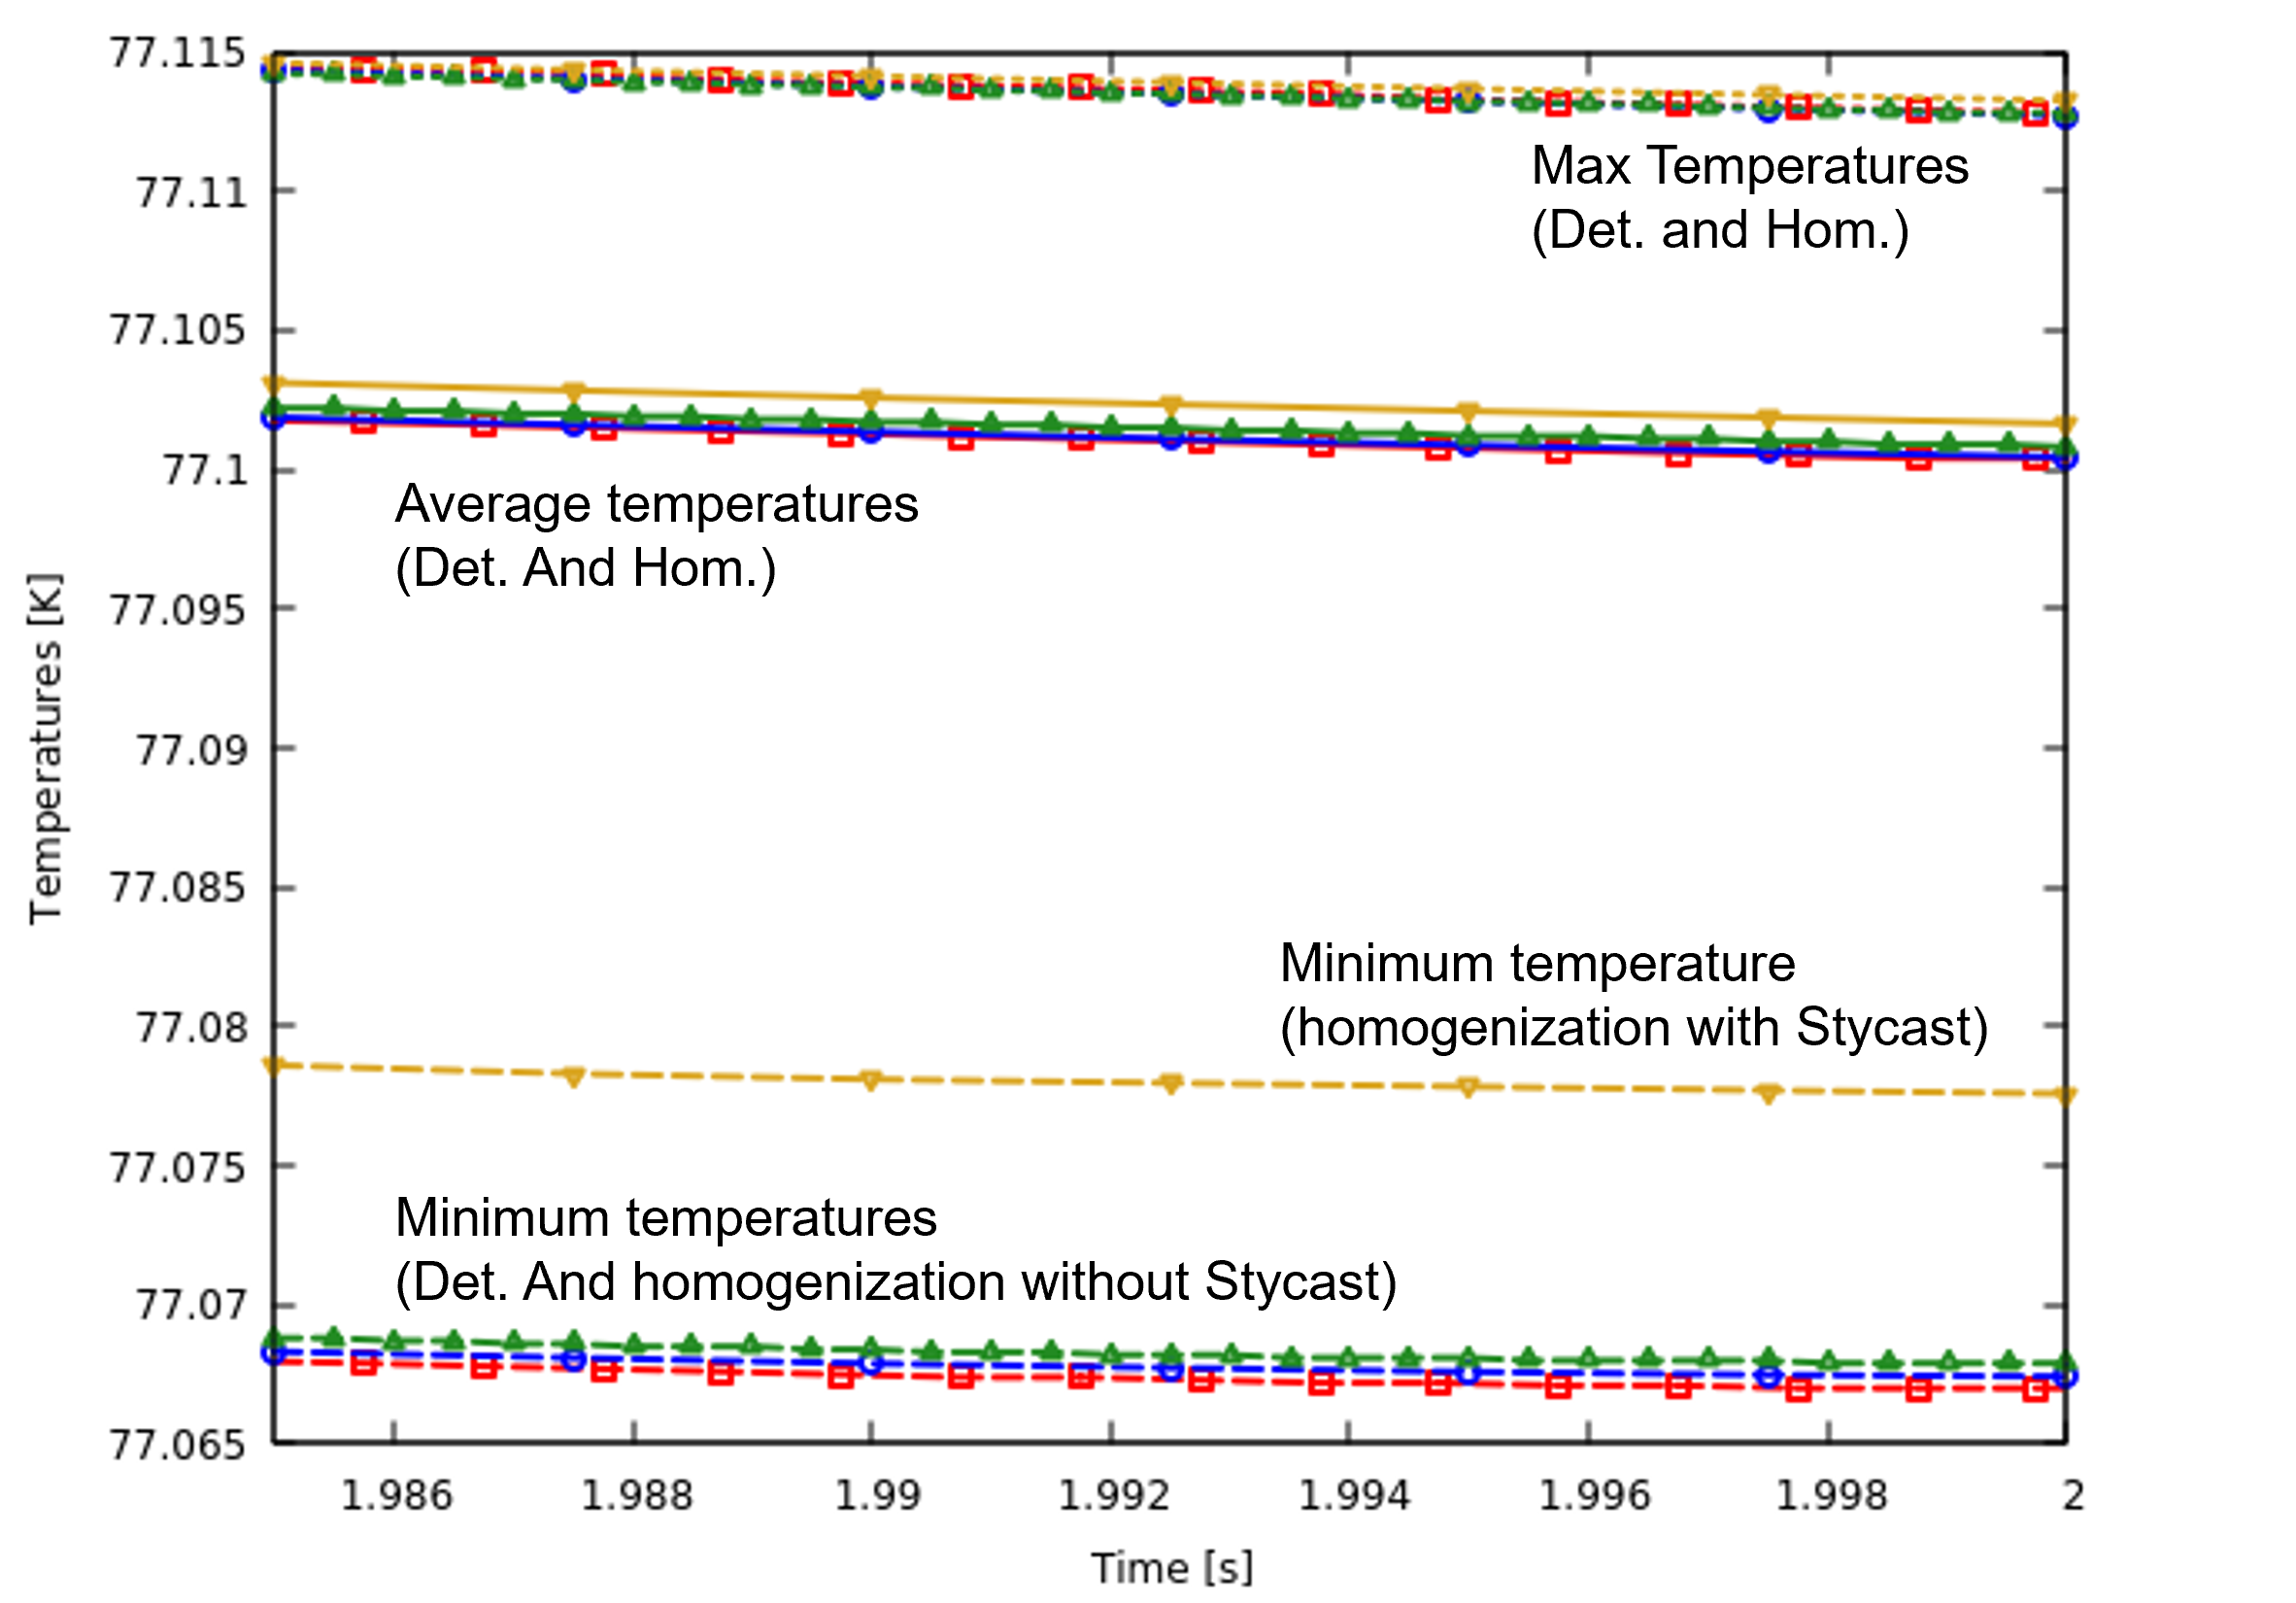 77.115
77.11
77.105
77.1
77.095
77.09
77.085
77.08
77.075
77.07
77.065
Temperatures [K]
Max Temperatures
(Det. and Hom.)
Average temperatures
(Det. And Hom.)
Minimum temperature
(homogenization with Stycast)
Minimum temperatures
(Det. And homogenization without Stycast)
1.986 1.988 1.99 1.992 1.994 1.996 1.998 2
Time [s]